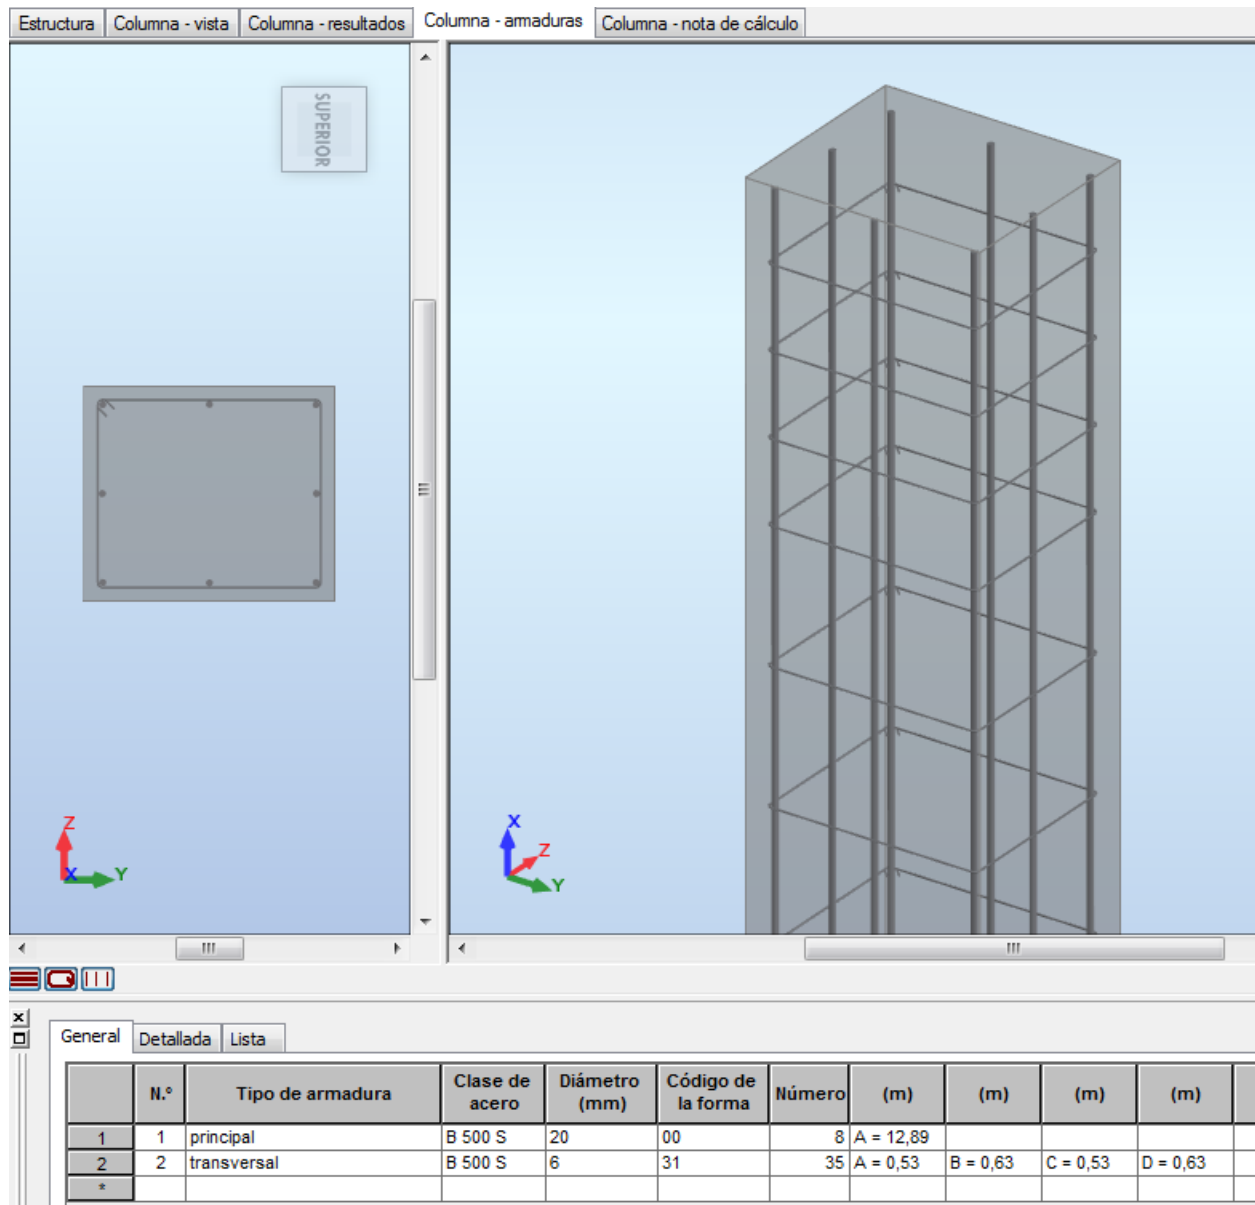 Estructura Columna - vista Columna - resultados Columna - armaduras Columna - nota de cálculo
SUPERIOR
Z
X Y
X
Z
Y
General Detallada Lista
N.º Tipo de armadura Clase de acero Diámetro (mm) Código de la forma Número (m) (m) (m) (m)
1 1 principal B 500 S 20 00 8 A = 12,89
2 2 transversal B 500 S 6 31 35 A = 0,53 B = 0,63 C = 0,53 D = 0,63
*